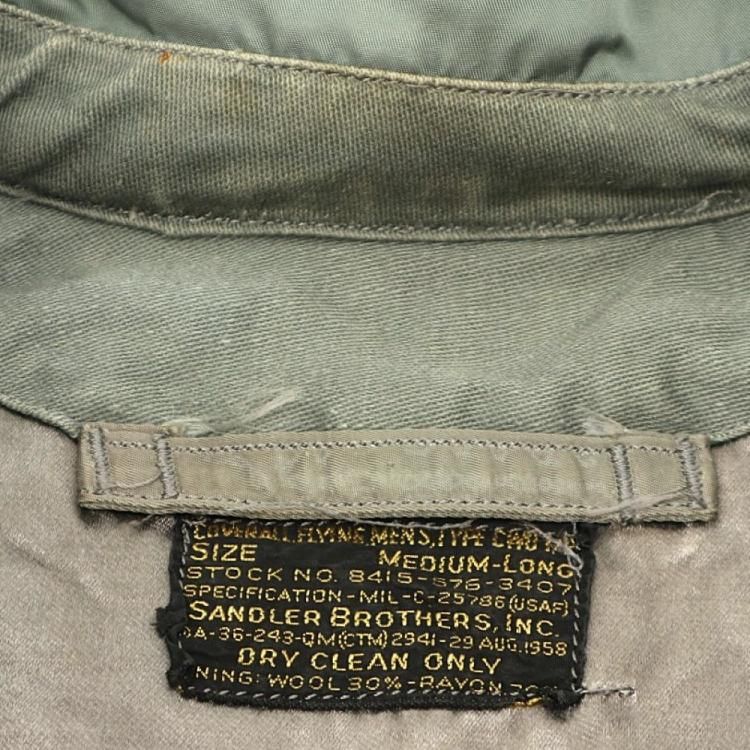 COVERALL, FLYING, MEN'S, TYPE
SIZE MEDIUM-LONG
STOCK NO. 8415-576-3407
SPECIFICATION-MIL-C-25786(USAF)
SANDLER BROTHERS, INC.
DA-36-243-QM(CTM)2941-29 AUG.1958
DRY CLEAN ONLY
NING: WOOL 30%-RAYON